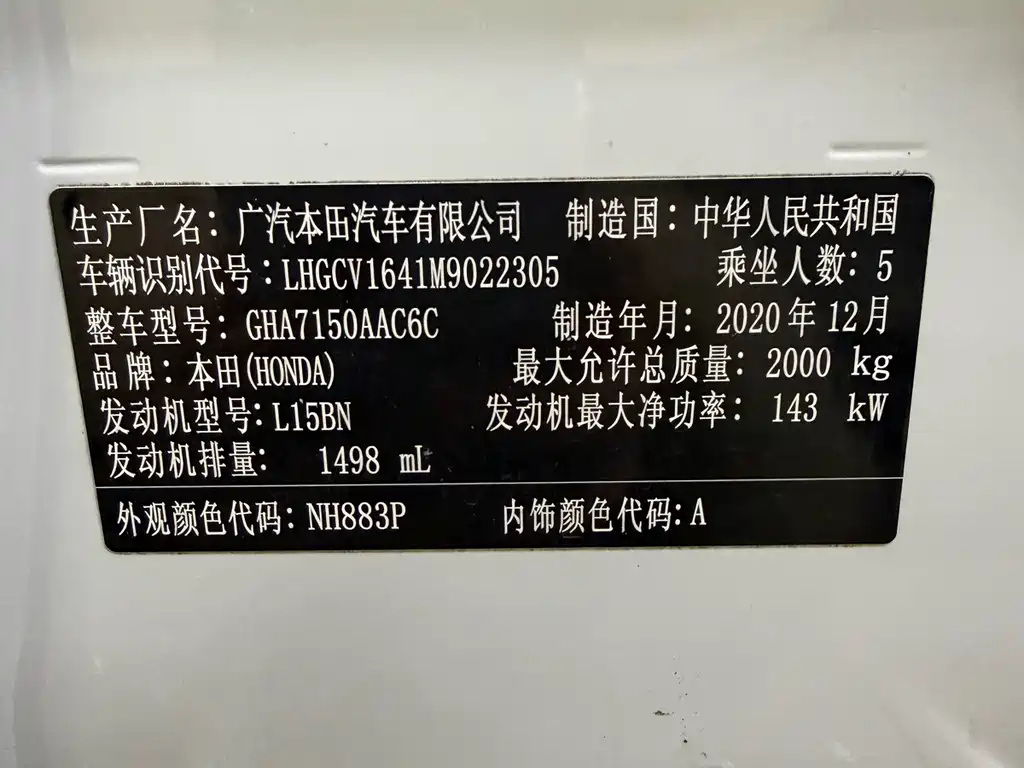 生产厂名：广汽本田汽车有限公司 制造国：中华人民共和国
车辆识别代号：LHGCV1641M9022305 乘坐人数：5
整车型号：GHA7150AAC6C 制造年月：2020年12月
品牌：本田(HONDA) 最大允许总质量：2000 kg
发动机型号：L15BN 发动机最大净功率：143 kW
发动机排量：1498 mL
外观颜色代码：NH883P 内饰颜色代码：A